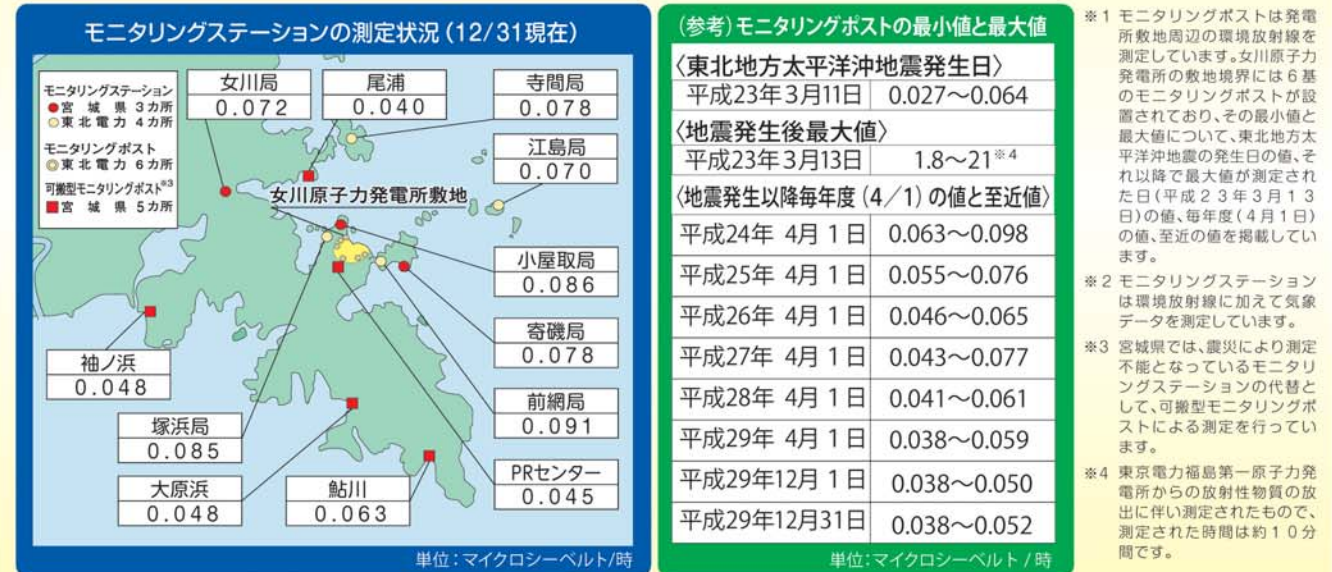 モニタリングステーションの測定状況(12/31現在)
モニタリングステーション
宮城県 3カ所
東北電力 4カ所
モニタリングポスト
東北電力 6カ所
可搬型モニタリングポスト※3
宮城県 5カ所
女川局
0.072
尾浦
0.040
寺間局
0.078
江島局
0.070
女川原子力発電所敷地
小屋取局
0.086
寄磯局
0.078
袖ノ浜
0.048
前網局
0.091
塚浜局
0.085
PRセンター
0.045
大原浜
0.048
鮎川
0.063
単位:マイクロシーベルト/時
(参考)モニタリングポストの最小値と最大値
〈東北地方太平洋沖地震発生日〉
平成23年3月11日 0.027〜0.064
〈地震発生後最大値〉
平成23年3月13日 1.8〜21※4
〈地震発生以降毎年度(4/1)の値と至近値〉
平成24年 4月 1日 0.063〜0.098
平成25年 4月 1日 0.055〜0.076
平成26年 4月 1日 0.046〜0.065
平成27年 4月 1日 0.043〜0.077
平成28年 4月 1日 0.041〜0.061
平成29年 4月 1日 0.038〜0.059
平成29年12月 1日 0.038〜0.050
平成29年12月31日 0.038〜0.052
単位:マイクロシーベルト / 時
※1 モニタリングポストは発電
所敷地周辺の環境放射線を
測定しています。女川原子力
発電所の敷地境界には6基
のモニタリングポストが設
置されており、その最小値と
最大値について、東北地方太
平洋沖地震の発生日の値、そ
れ以降で最大値が測定され
た日(平成23年3月13
日)の値、毎年度(4月1日)
の値、至近の値を掲載してい
ます。
※2 モニタリングステーション
は環境放射線に加えて気象
データを測定しています。
※3 宮城県では、震災により測定
不能となっているモニタリ
ングステーションの代替と
して、可搬型モニタリングポ
ストによる測定を行ってい
ます。
※4 東京電力福島第一原子力発
電所からの放射性物質の放
出に伴い測定されたもので、
測定された時間は約10分
間です。